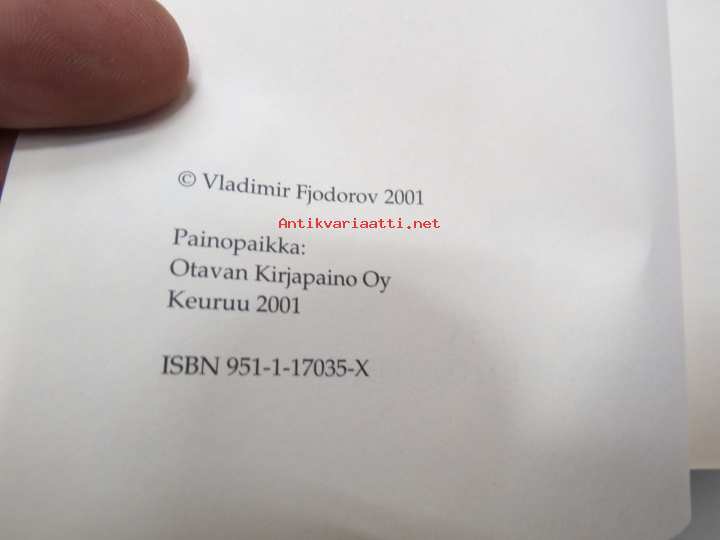 © Vladimir Fjodorov 2001
Antikvariaatti.net
Painopaikka:
Otavan Kirjapaino Oy
Keuruu 2001
ISBN 951-1-17035-X